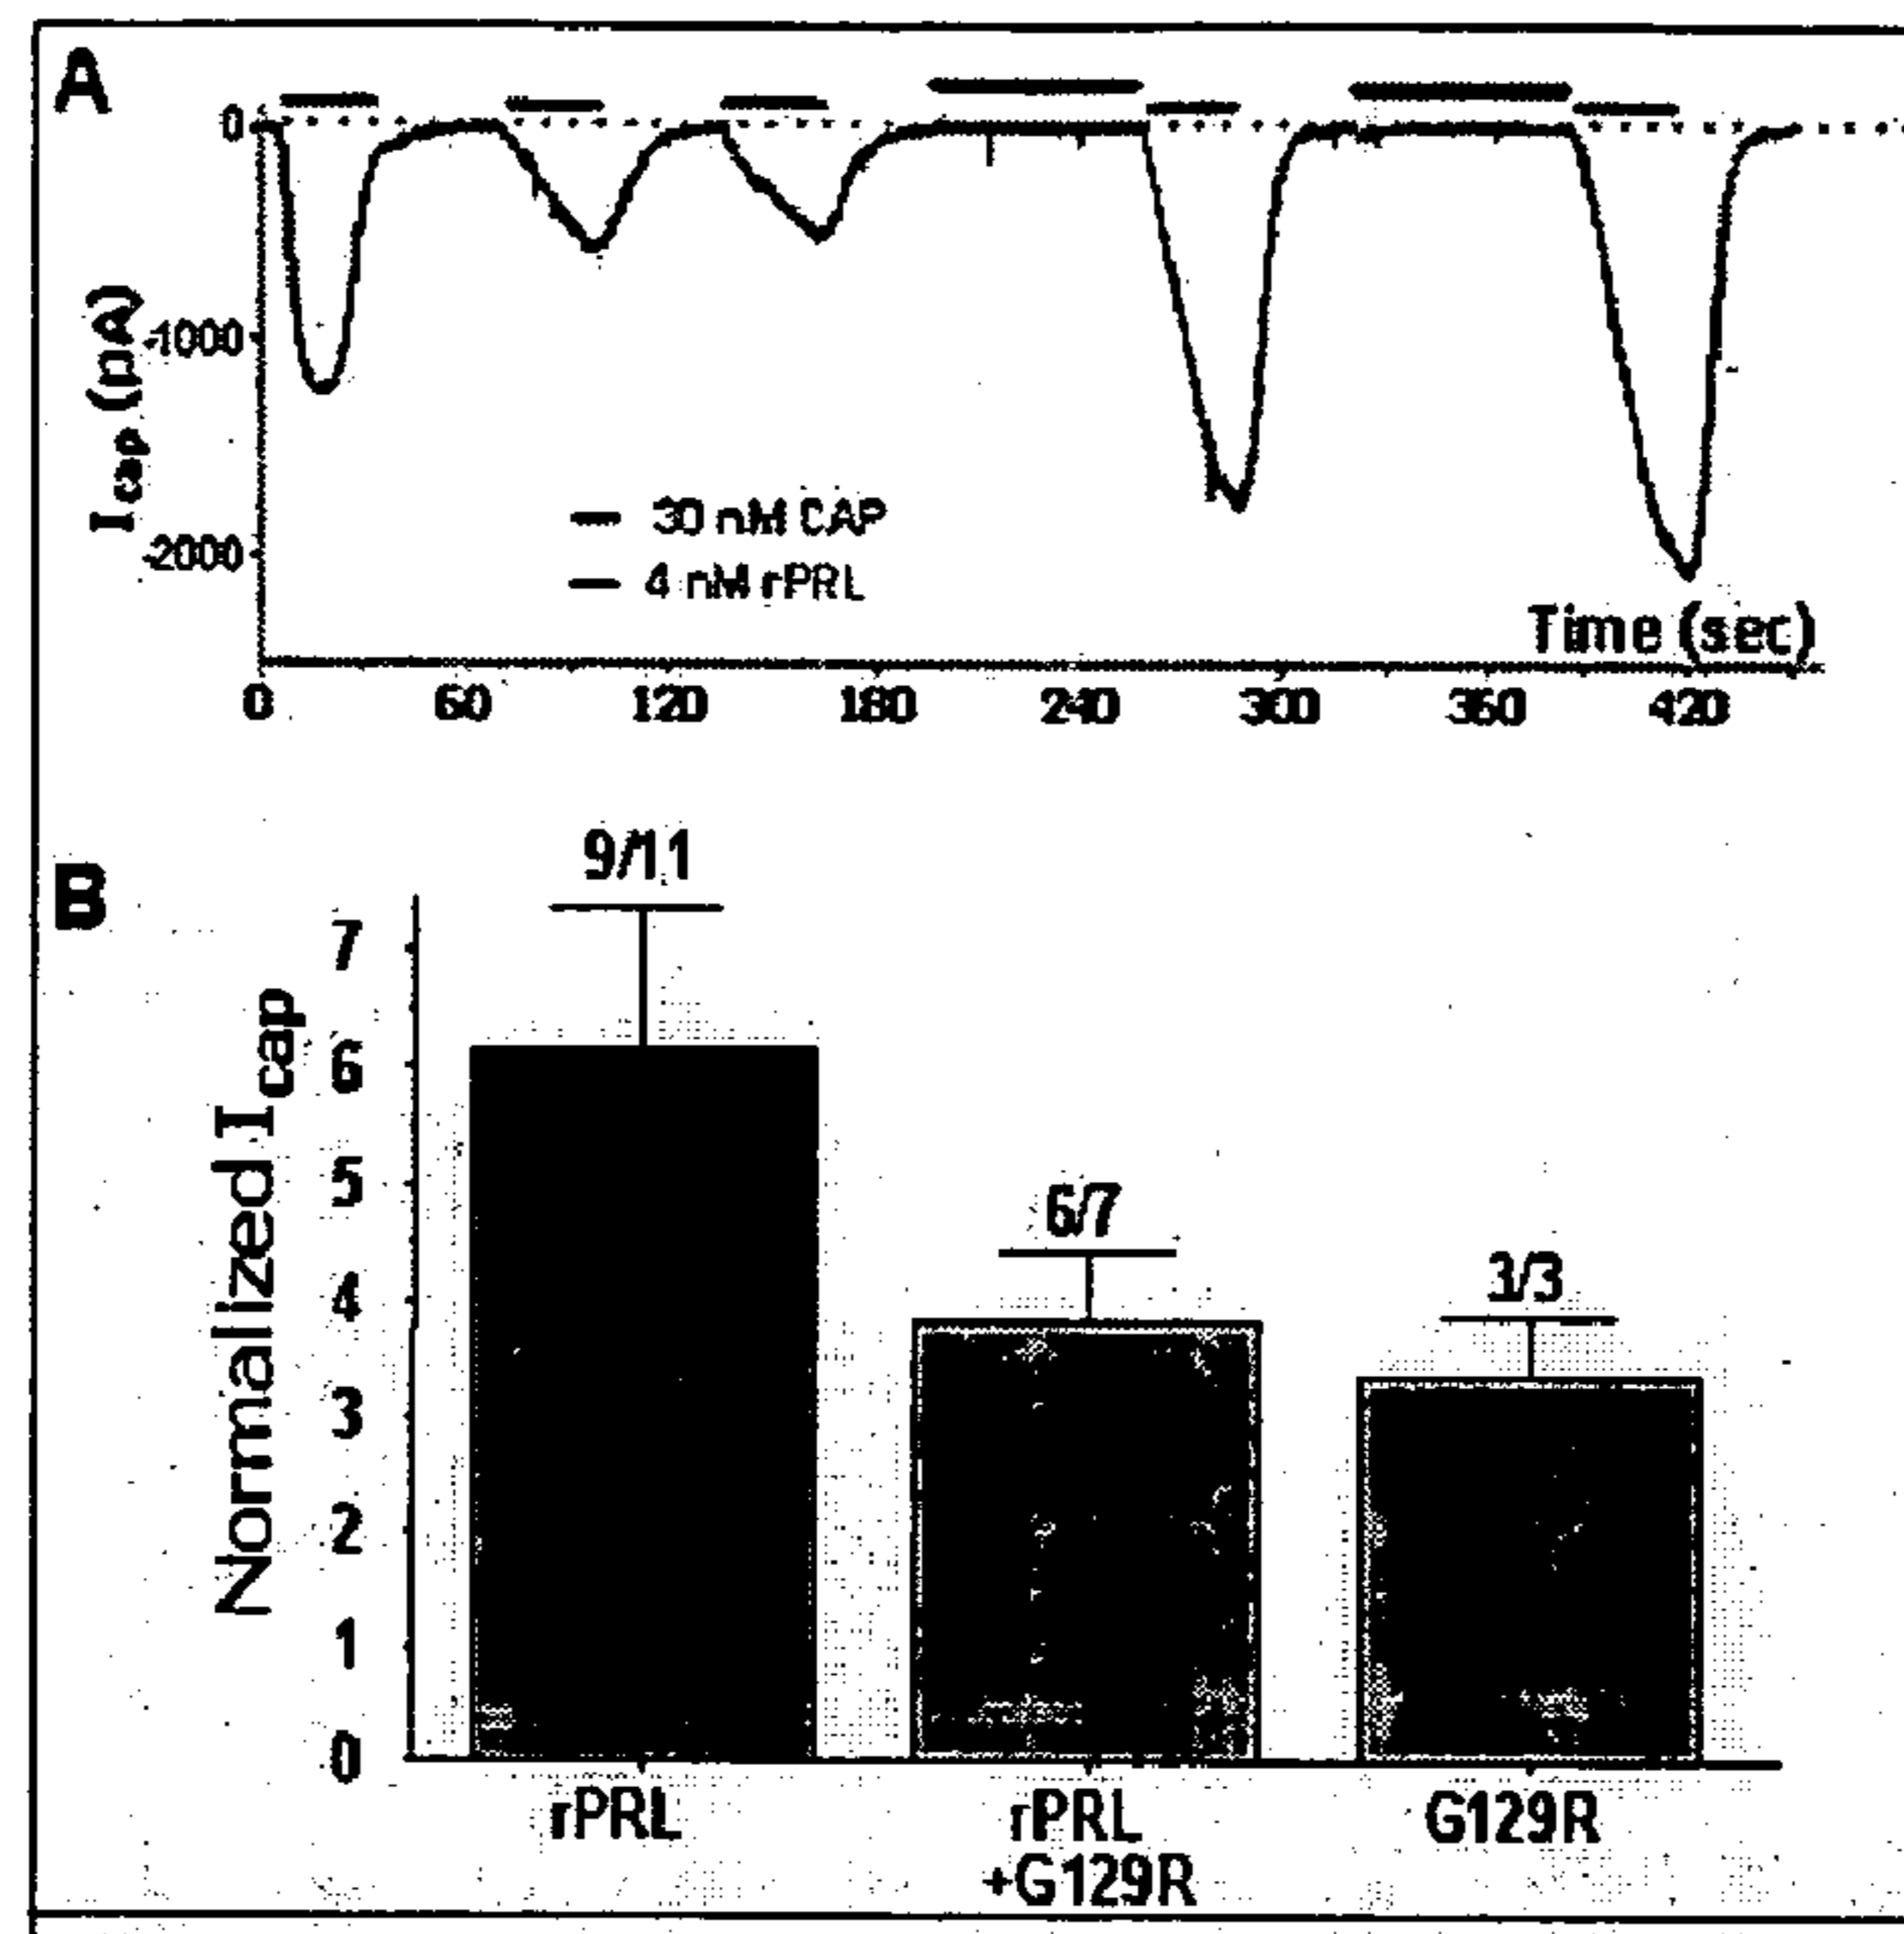 A
0
-1000
-2000
I cap (pA)
30 nM CAP
4 nM rPRL
Time (sec)
0 60 120 180 240 300 360 420
B
9/11
7
6
6/7
5
3/3
4
3
2
1
0
Normalized Icap
rPRL
rPRL
+G129R
G129R